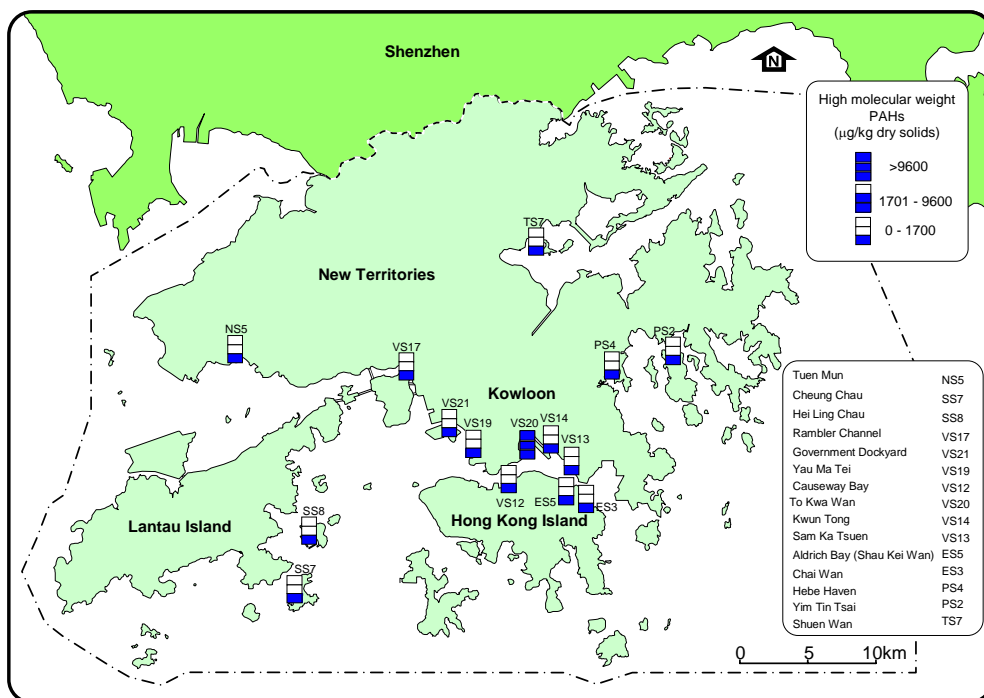 Shenzhen
N
High molecular weight
PAHs
(µg/kg dry solids)
>9600
1701 - 9600
0 - 1700
TS7
New Territories
NS5
VS17
PS4
PS2
Kowloon
VS21
VS19
VS20
VS14
VS13
VS12
ES5
ES3
Hong Kong Island
Lantau Island
SS8
SS7
Tuen Mun NS5
Cheung Chau SS7
Hei Ling Chau SS8
Rambler Channel VS17
Government Dockyard VS21
Yau Ma Tei VS19
Causeway Bay VS12
To Kwa Wan VS20
Kwun Tong VS14
Sam Ka Tsuen VS13
Aldrich Bay (Shau Kei Wan) ES5
Chai Wan ES3
Hebe Haven PS4
Yim Tin Tsai PS2
Shuen Wan TS7
0 10km